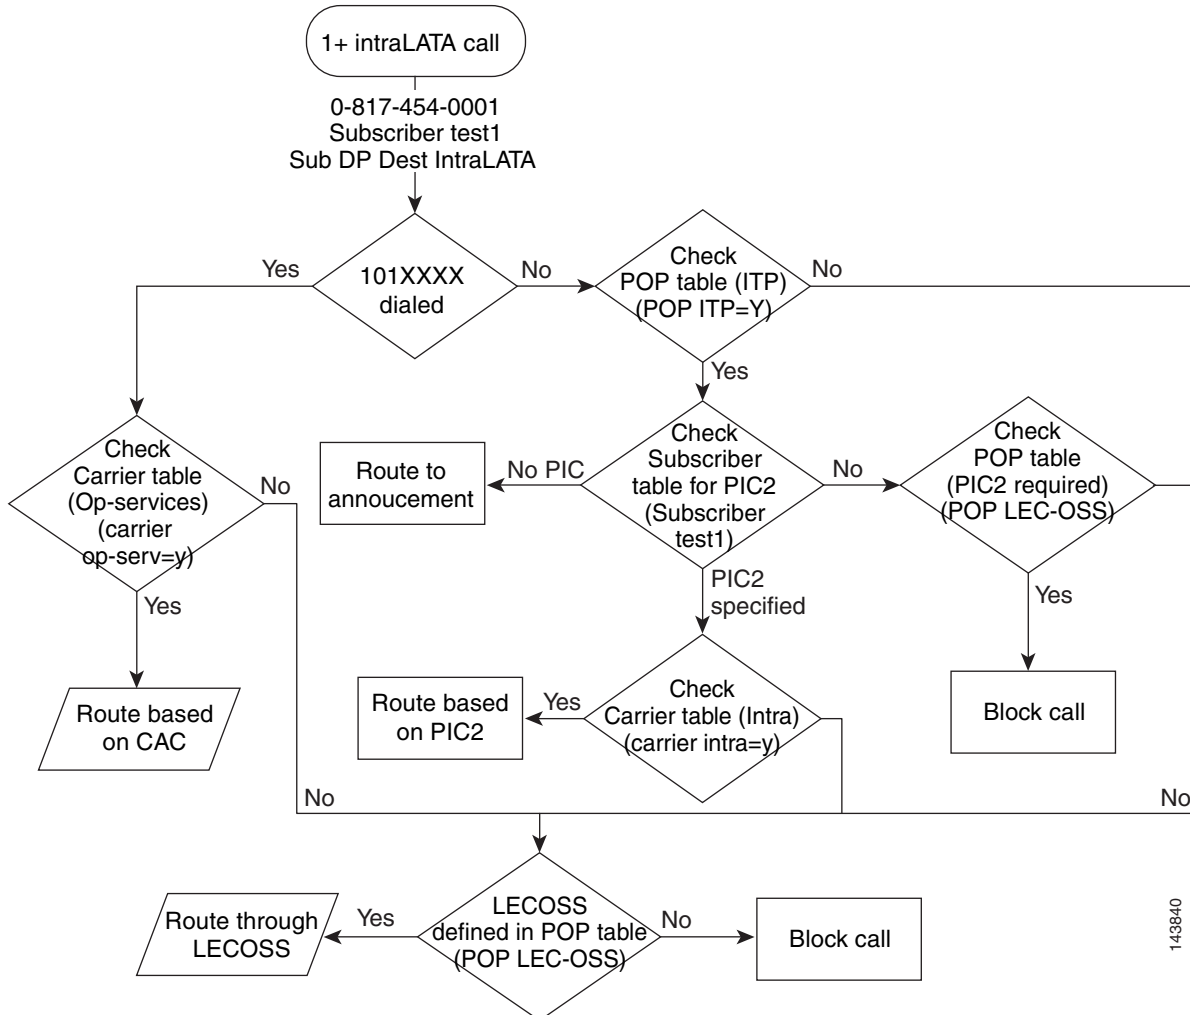 1+ intraLATA call
0-817-454-0001
Subscriber test1
Sub DP Dest IntraLATA
Yes
101XXXX
dialed
No
Check
POP table (ITP)
(POP ITP=Y)
No
Yes
Check
Carrier table
(Op-services)
(carrier
op-serv=y)
No
Yes
Route to
annoucement
No PIC
Check
Subscriber
table for PIC2
(Subscriber
test1)
No
Check
POP table
(PIC2 required)
(POP LEC-OSS)
PIC2
specified
Yes
Route based
on CAC
Route based
on PIC2
Yes
Check
Carrier table (Intra)
(carrier intra=y)
Block call
No
No
Route through
LECOSS
Yes
LECOSS
defined in POP table
(POP LEC-OSS)
No
Block call
143840